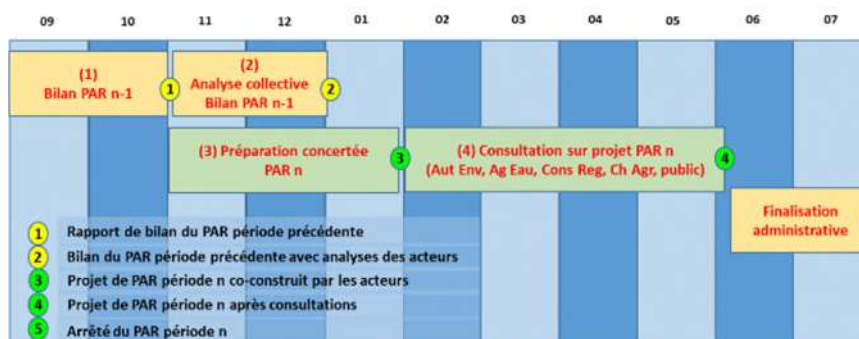 09 10 11 12 01 02 03 04 05 06 07
(1)
Bilan PAR n-1
1
(2)
Analyse collective
Bilan PAR n-1
2
(3) Préparation concertée
PAR n
3
(4) Consultation sur projet PAR n
(Aut Env, Ag Eau, Cons Reg, Ch Agr, public)
4
Finalisation
administrative
1 Rapport de bilan du PAR période précédente
2 Bilan du PAR période précédente avec analyses des acteurs
3 Projet de PAR période n co-construit par les acteurs
4 Projet de PAR période n après consultations
5 Arrêté du PAR période n